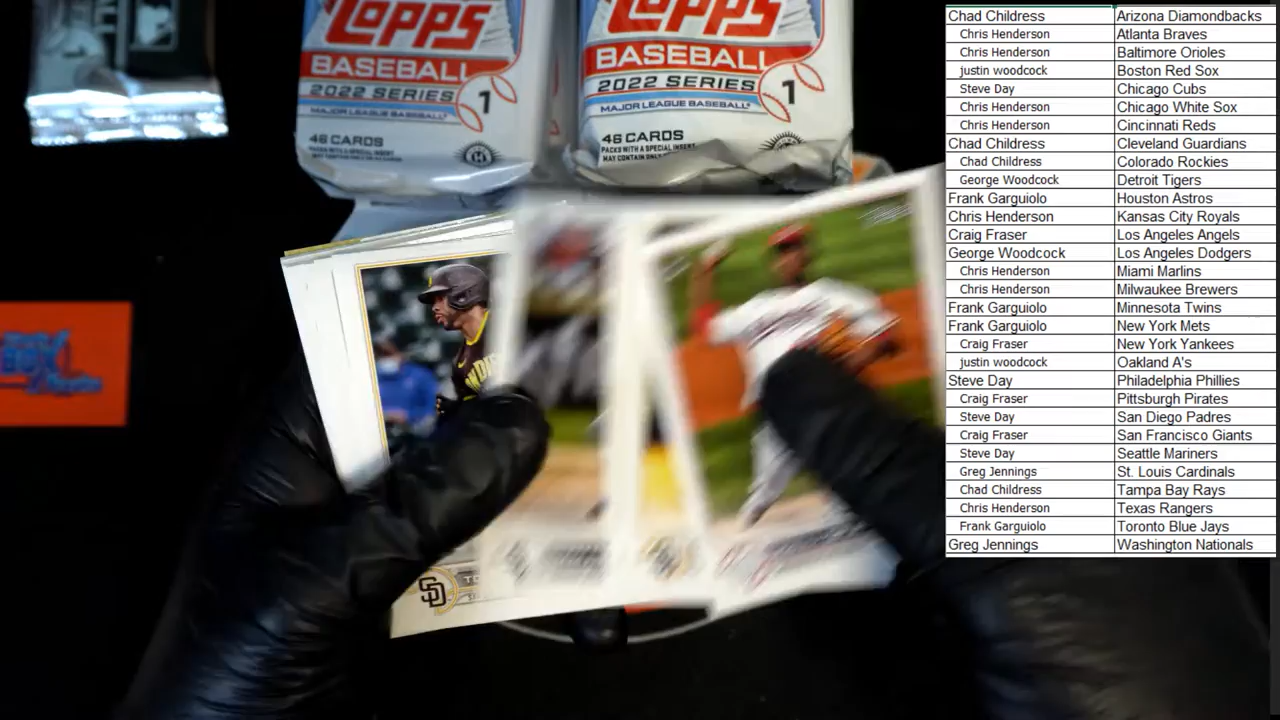 TOPPS
BASEBALL
2022 SERIES 1
MAJOR LEAGUE BASEBALL
46 CARDS
PACKS WITH A SPECIAL INSERT
TOPPS
BASEBALL
2022 SERIES 1
MAJOR LEAGUE BASEBALL
46 CARDS
PACKS WITH A SPECIAL INSERT
MAY CONTAIN ONLY
BOX
SD
Chad Childress Arizona Diamondbacks
Chris Henderson Atlanta Braves
Chris Henderson Baltimore Orioles
justin woodcock Boston Red Sox
Steve Day Chicago Cubs
Chris Henderson Chicago White Sox
Chris Henderson Cincinnati Reds
Chad Childress Cleveland Guardians
Chad Childress Colorado Rockies
George Woodcock Detroit Tigers
Frank Garguiolo Houston Astros
Chris Henderson Kansas City Royals
Craig Fraser Los Angeles Angels
George Woodcock Los Angeles Dodgers
Chris Henderson Miami Marlins
Chris Henderson Milwaukee Brewers
Frank Garguiolo Minnesota Twins
Frank Garguiolo New York Mets
Craig Fraser New York Yankees
justin woodcock Oakland A's
Steve Day Philadelphia Phillies
Craig Fraser Pittsburgh Pirates
Steve Day San Diego Padres
Craig Fraser San Francisco Giants
Steve Day Seattle Mariners
Greg Jennings St. Louis Cardinals
Chad Childress Tampa Bay Rays
Chris Henderson Texas Rangers
Frank Garguiolo Toronto Blue Jays
Greg Jennings Washington Nationals